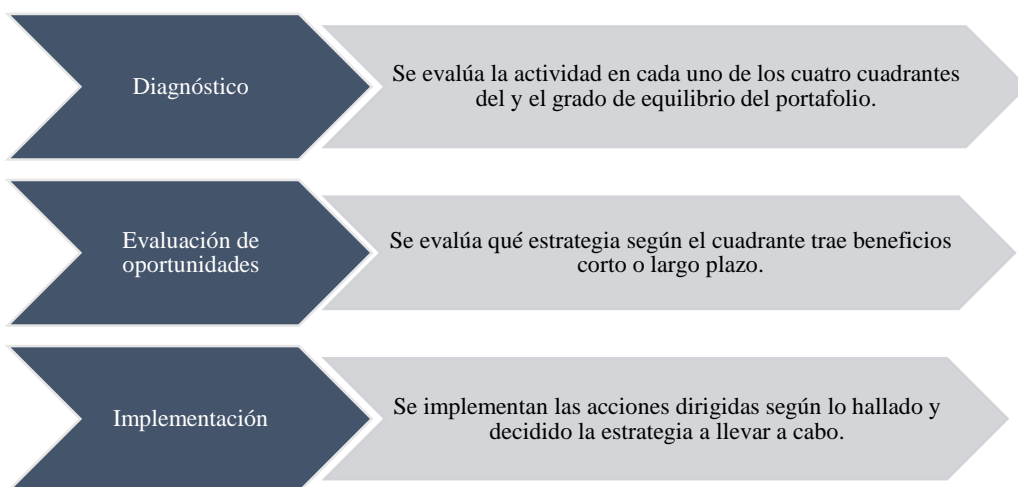 Diagnóstico
Se evalúa la actividad en cada uno de los cuatro cuadrantes
del y el grado de equilibrio del portafolio.
Evaluación de
oportunidades
Se evalúa qué estrategia según el cuadrante trae beneficios
corto o largo plazo.
Implementación
Se implementan las acciones dirigidas según lo hallado y
decidido la estrategia a llevar a cabo.